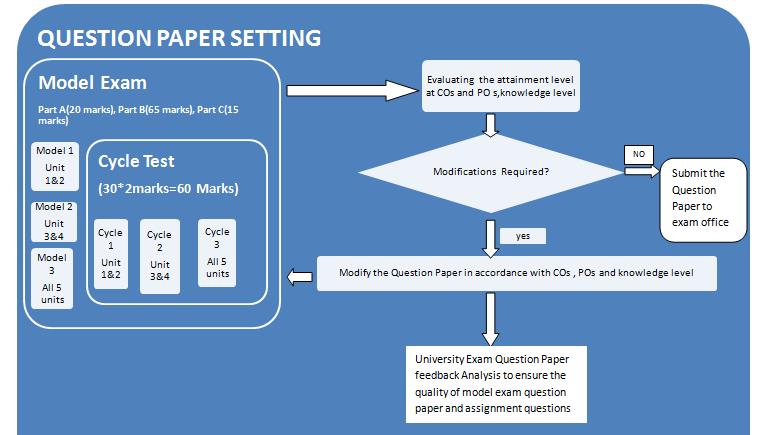 QUESTION PAPER SETTING
Model Exam
Part A(20 marks), Part B(65 marks), Part C(15
marks)
Model 1
Unit
1&2
Model 2
Unit
3&4
Model
3
All 5
units
Cycle Test
(30*2marks=60 Marks)
Cycle
1
Unit
1&2
Cycle
2
Unit
3&4
Cycle
3
All 5
units
Evaluating the attainment level
at COs and PO s,knowledge level
Modifications Required?
NO
Submit the
Question
Paper to
exam office
yes
Modify the Question Paper in accordance with COs , POs and knowledge level
University Exam Question Paper
feedback Analysis to ensure the
quality of model exam question
paper and assignment questions